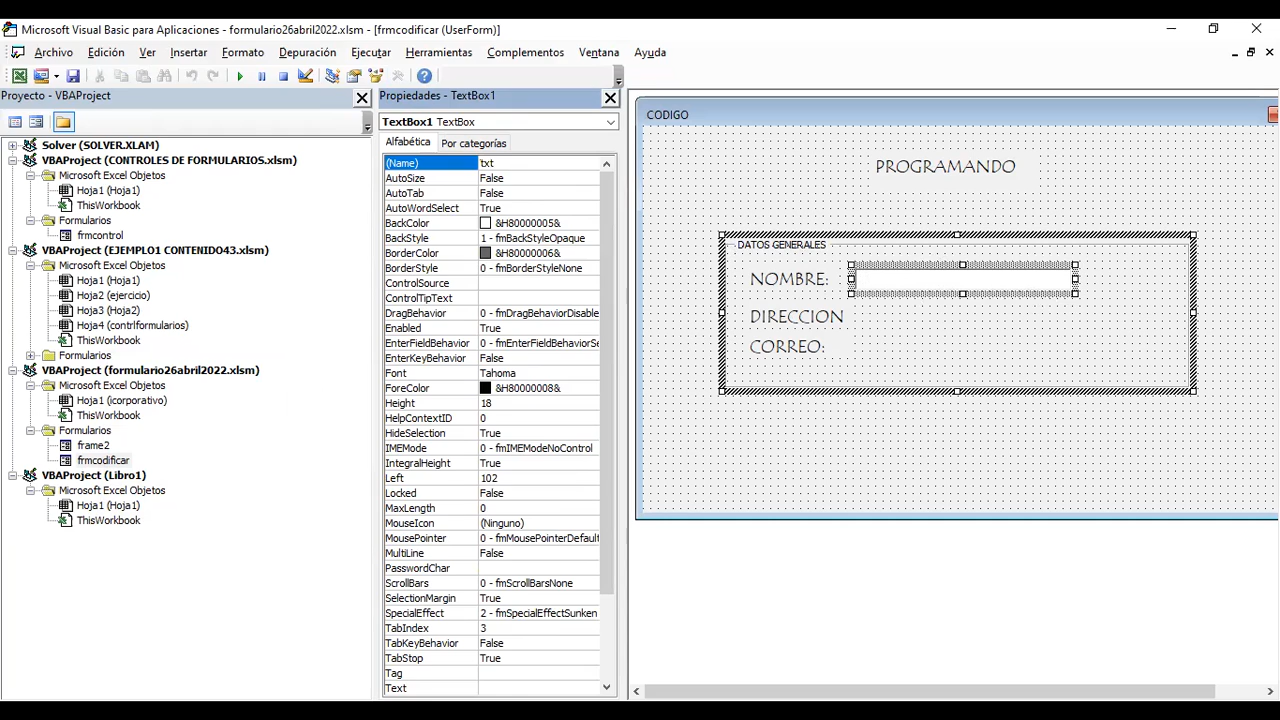 Microsoft Visual Basic para Aplicaciones - formulario26abril2022.xlsm - [frmcodificar (UserForm)]
Archivo Edición Ver Insertar Formato Depuración Ejecutar Herramientas Complementos Ventana Ayuda
Proyecto - VBAProject
Solver (SOLVER.XLAM)
VBAProject (CONTROLES DE FORMULARIOS.xlsm)
Microsoft Excel Objetos
Hoja1 (Hoja1)
ThisWorkbook
Formularios
frmcontrol
VBAProject (EJEMPLO1 CONTENIDO43.xlsm)
Microsoft Excel Objetos
Hoja1 (Hoja1)
Hoja2 (ejercicio)
Hoja3 (Hoja2)
Hoja4 (contrlformularios)
ThisWorkbook
Formularios
VBAProject (formulario26abril2022.xlsm)
Microsoft Excel Objetos
Hoja1 (icorporativo)
ThisWorkbook
Formularios
frame2
frmcodificar
VBAProject (Libro1)
Microsoft Excel Objetos
Hoja1 (Hoja1)
ThisWorkbook
Propiedades - TextBox1
TextBox1 TextBox
Alfabética Por categorías
(Name) txt
AutoSize False
AutoTab False
AutoWordSelect True
BackColor &H80000005&
BackStyle 1 - fmBackStyleOpaque
BorderColor &H80000006&
BorderStyle 0 - fmBorderStyleNone
ControlSource
ControlTipText
DragBehavior 0 - fmDragBehaviorDisable
Enabled True
EnterFieldBehavior 0 - fmEnterFieldBehaviorSe
EnterKeyBehavior False
Font Tahoma
ForeColor &H80000008&
Height 18
HelpContextID 0
HideSelection True
IMEMode 0 - fmIMEModeNoControl
IntegralHeight True
Left 102
Locked False
MaxLength 0
MouseIcon (Ninguno)
MousePointer 0 - fmMousePointerDefault
MultiLine False
PasswordChar
ScrollBars 0 - fmScrollBarsNone
SelectionMargin True
SpecialEffect 2 - fmSpecialEffectSunken
TabIndex 3
TabKeyBehavior False
TabStop True
Tag
Text
CODIGO
PROGRAMANDO
DATOS GENERALES
NOMBRE:
DIRECCION
CORREO: